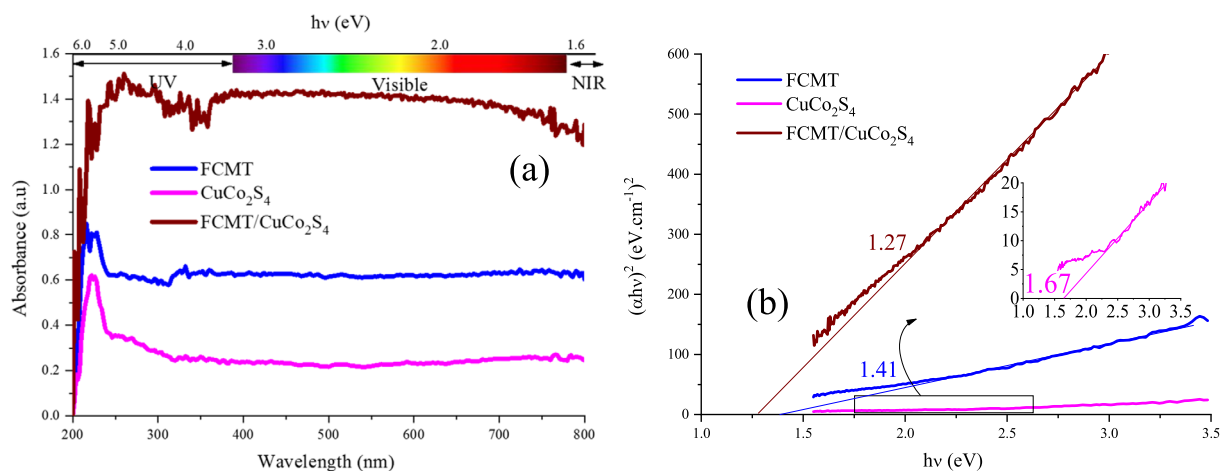 hν (eV)
6.0 5.0 4.0 3.0 2.0 1.6
UV Visible NIR
1.6
1.4
1.2
1.0
0.8
0.6
0.4
0.2
0.0
Absorbance (a.u)
FCMT
CuCo₂S₄
FCMT/CuCo₂S₄
(a)
200 300 400 500 600 700 800
Wavelength (nm)
600
500
400
300
200
150
100
50
0
(αhν)² (eV.cm⁻¹)²
FCMT
CuCo₂S₄
FCMT/CuCo₂S₄
1.27
(b)
1.41
20
15
10
5
0
1.67
1.0 1.5 2.0 2.5 3.0 3.5
1.0 1.5 2.0 2.5 3.0 3.5
hν (eV)